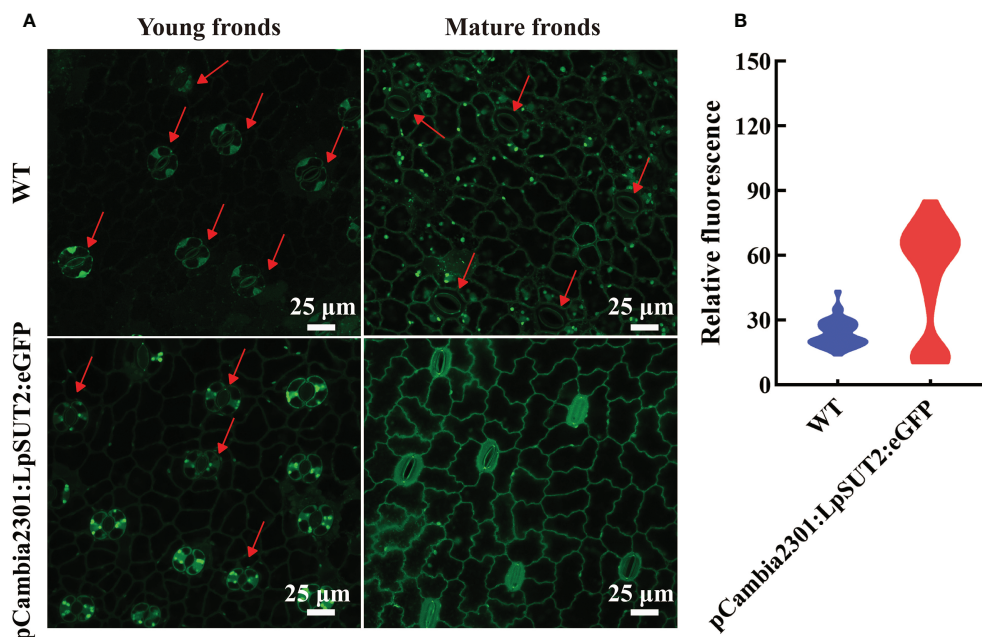 A
Young fronds
Mature fronds
WT
25 μm
25 μm
pCambia2301:LpSUT2:eGFP
25 μm
25 μm
B
Relative fluorescence
150
120
90
60
30
0
WT
pCambia2301:LpSUT2:eGFP